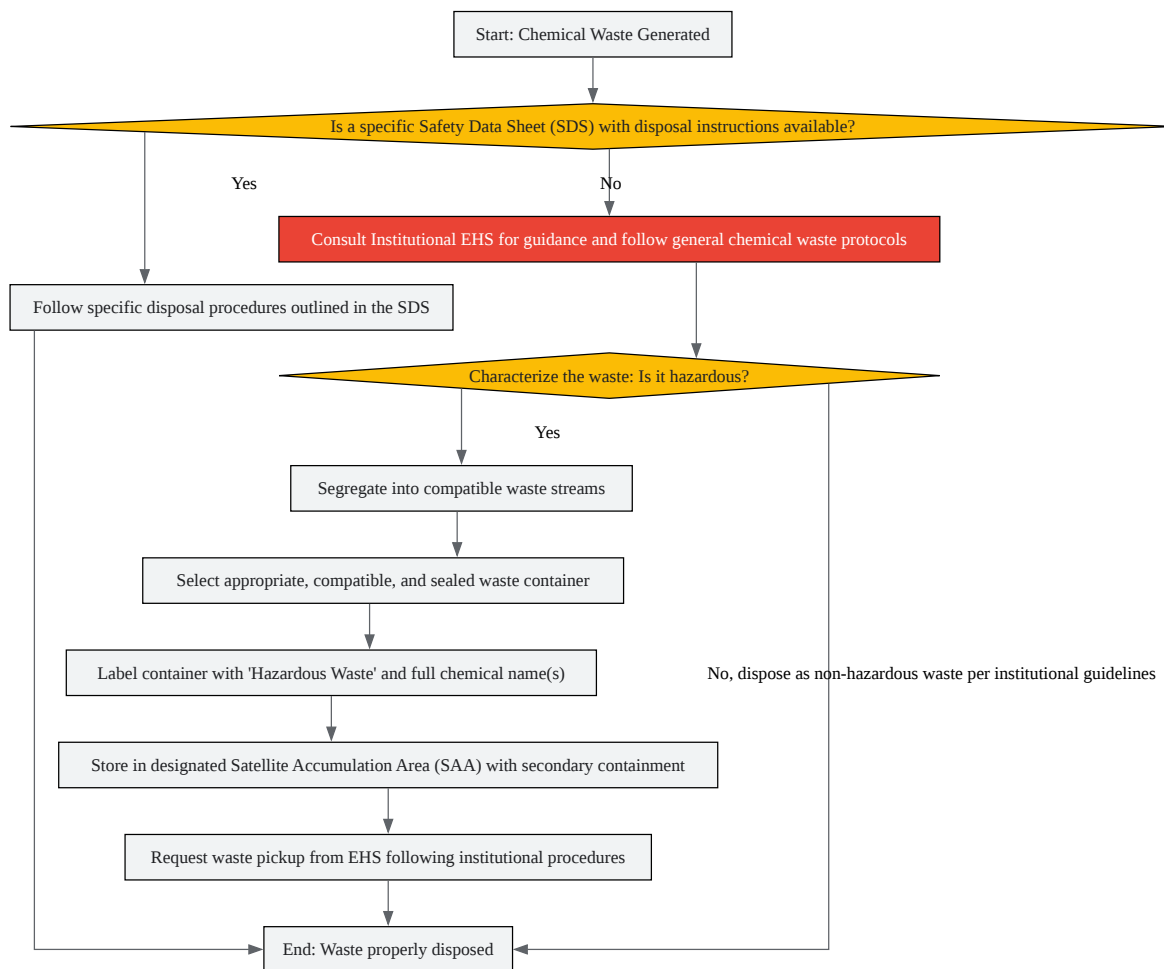 Start: Chemical Waste Generated
Is a specific Safety Data Sheet (SDS) with disposal instructions available?
Yes
No
Consult Institutional EHS for guidance and follow general chemical waste protocols
Follow specific disposal procedures outlined in the SDS
Characterize the waste: Is it hazardous?
Yes
Segregate into compatible waste streams
Select appropriate, compatible, and sealed waste container
Label container with 'Hazardous Waste' and full chemical name(s)
No, dispose as non-hazardous waste per institutional guidelines
Store in designated Satellite Accumulation Area (SAA) with secondary containment
Request waste pickup from EHS following institutional procedures
End: Waste properly disposed